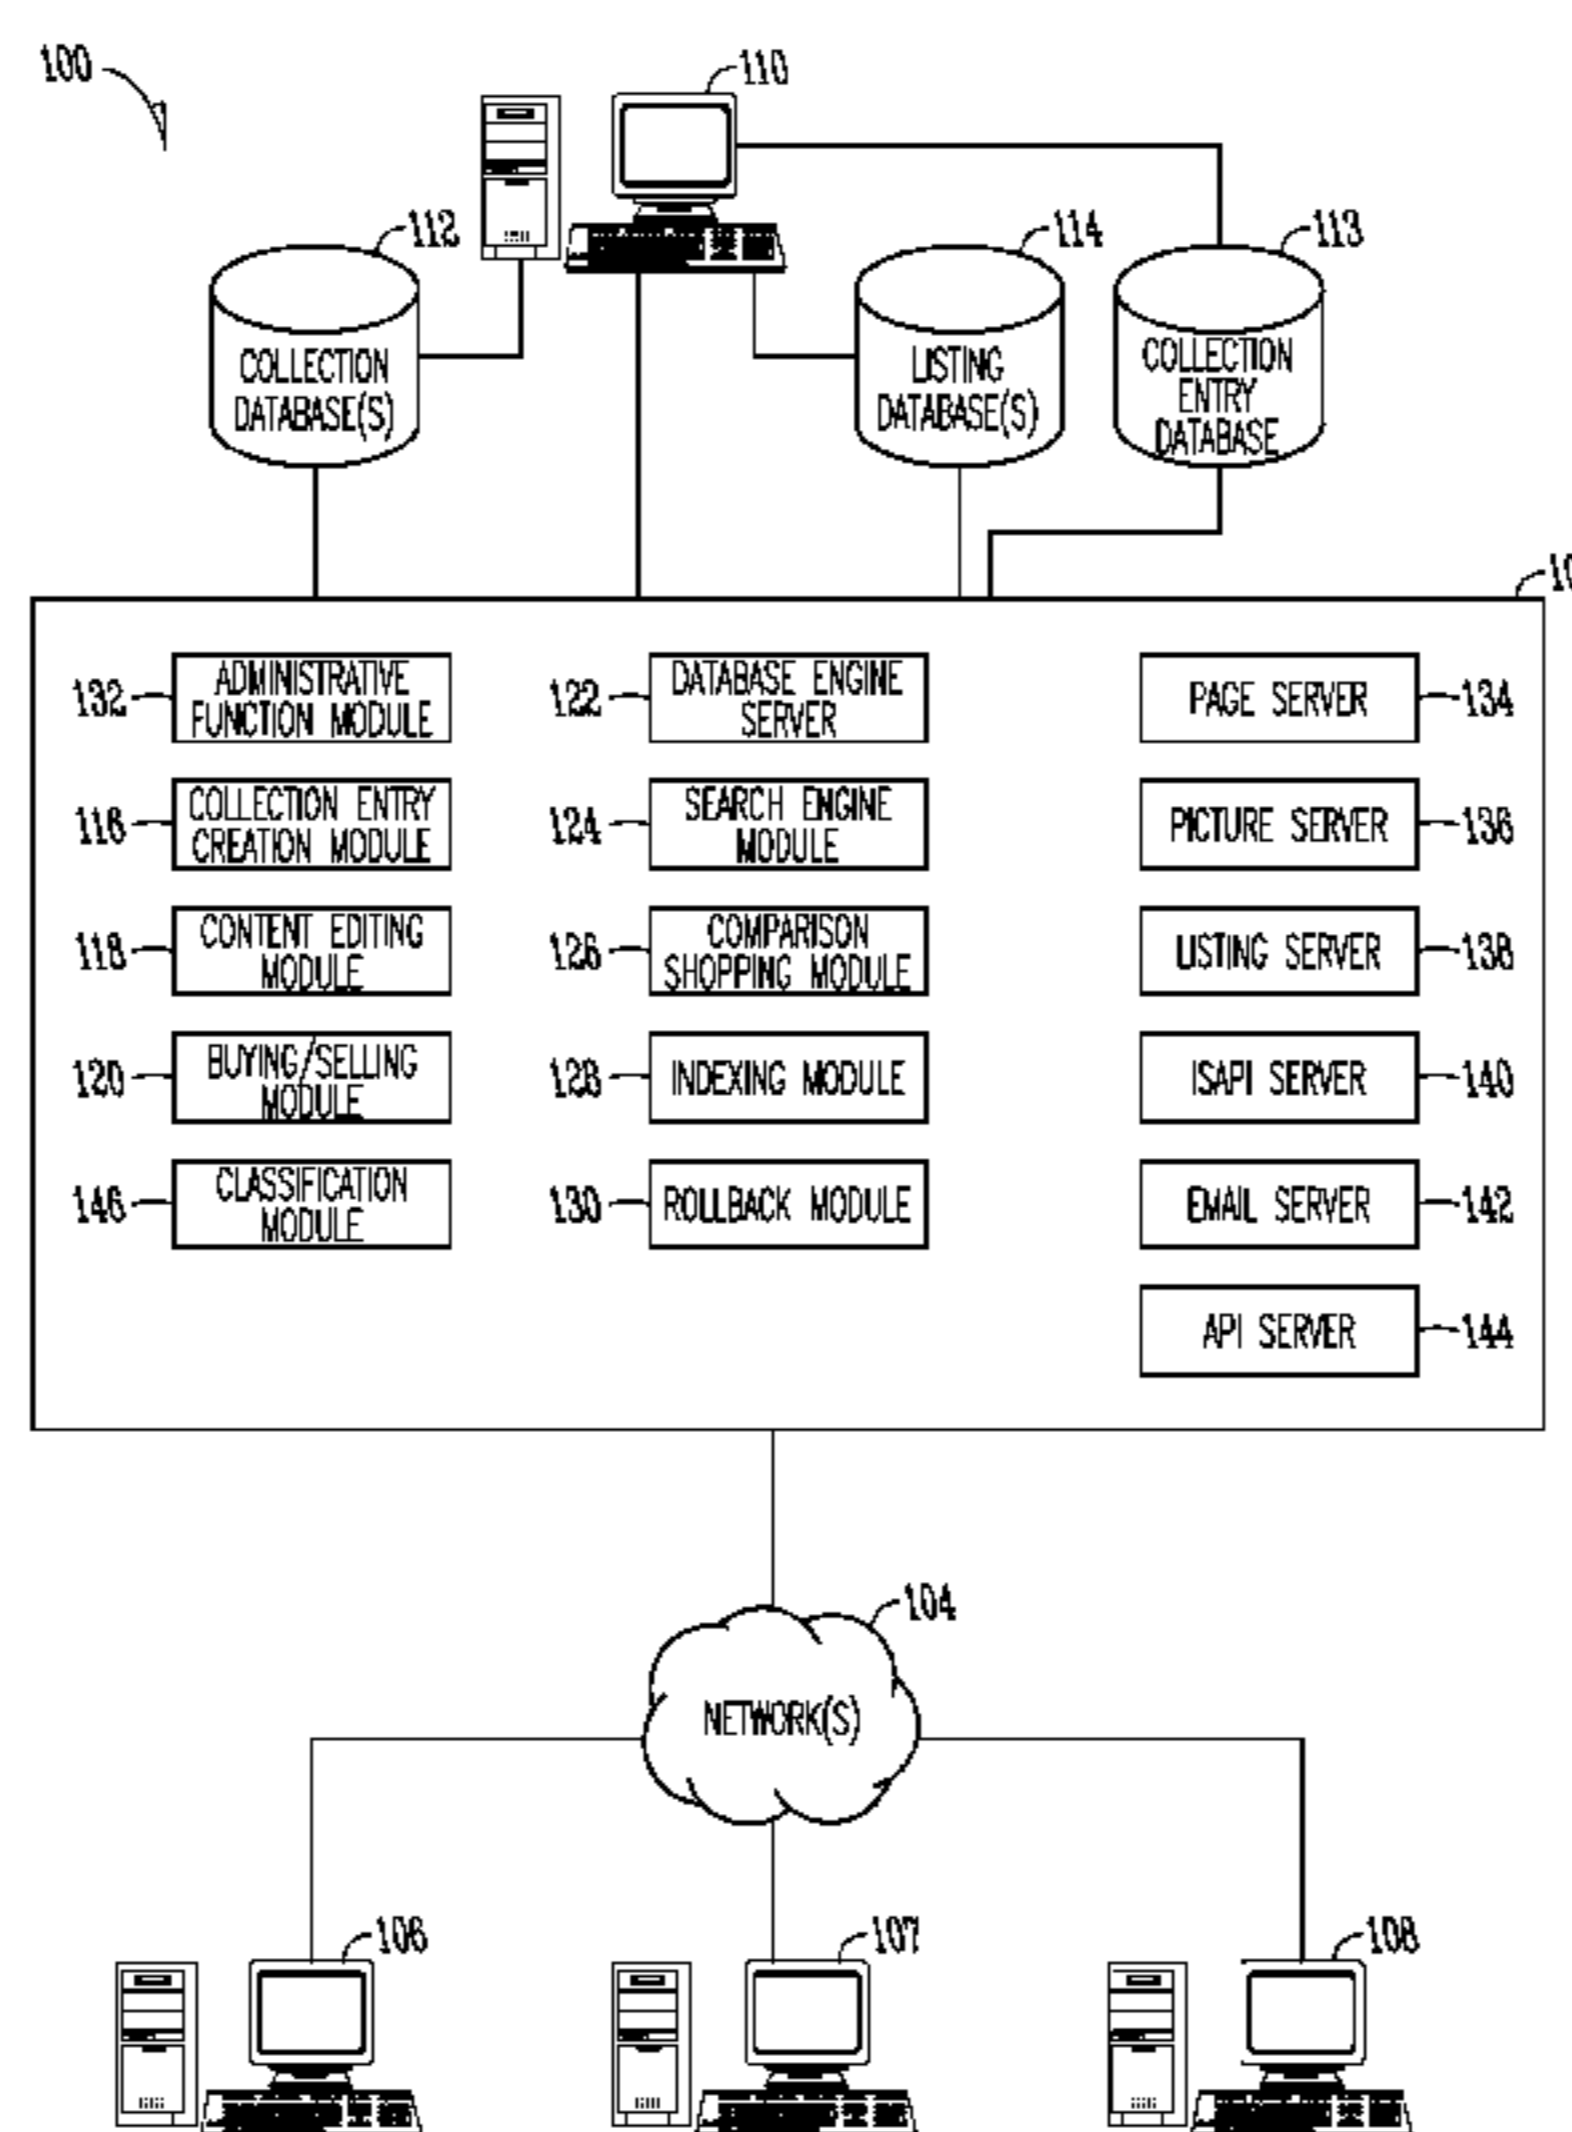 100
110
112
114
113
COLLECTION
DATABASE(S)
LISTING
DATABASE(S)
COLLECTION
ENTRY
DATABASE
132
ADMINISTRATIVE
FUNCTION MODULE
122
DATABASE ENGINE
SERVER
PAGE SERVER
134
116
COLLECTION ENTRY
CREATION MODULE
124
SEARCH ENGINE
MODULE
PICTURE SERVER
136
118
CONTENT EDITING
MODULE
126
COMPARISON
SHOPPING MODULE
LISTING SERVER
138
120
BUYING/SELLING
MODULE
128
INDEXING MODULE
ISAPI SERVER
140
146
CLASSIFICATION
MODULE
130
ROLLBACK MODULE
EMAIL SERVER
142
API SERVER
144
104
NETWORK(S)
106
107
108